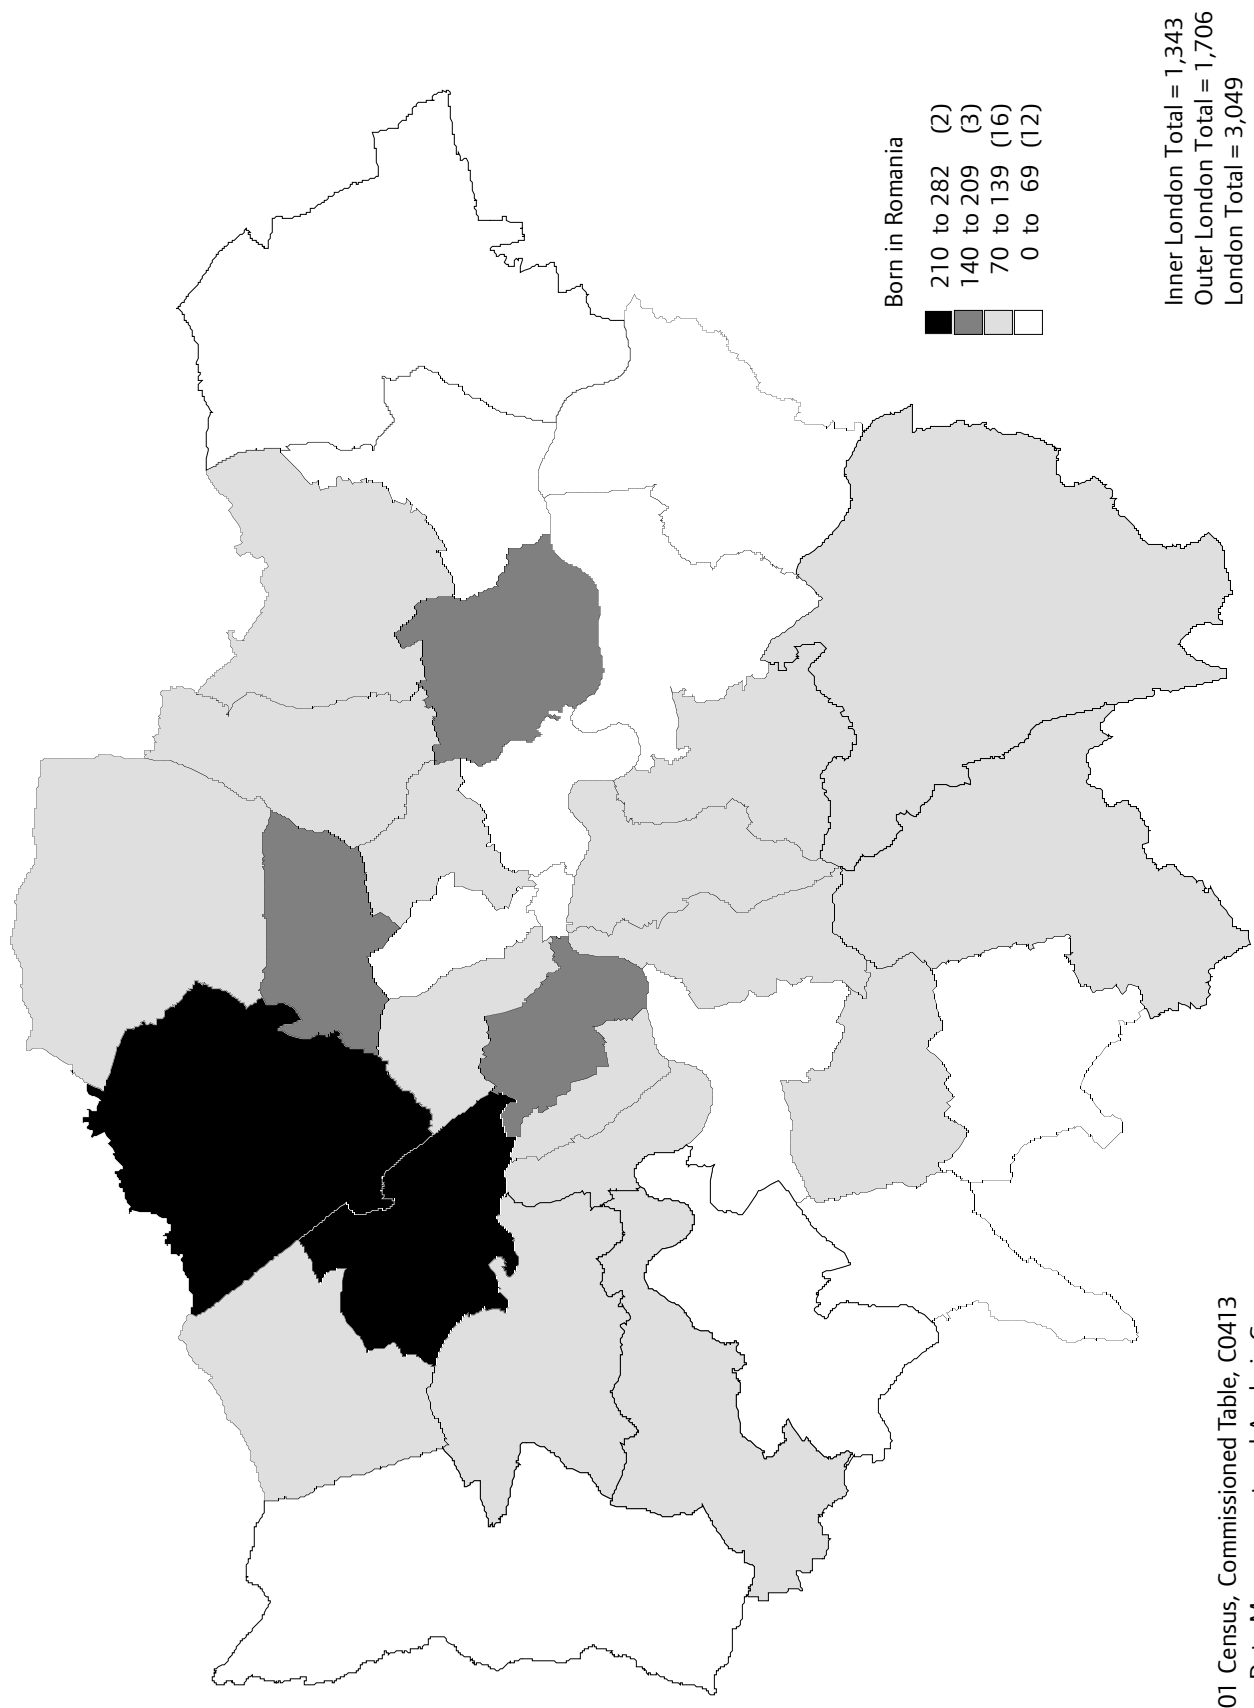 Born in Romania
210 to 282 (2)
140 to 209 (3)
70 to 139 (16)
0 to 69 (12)
Inner London Total = 1,343
Outer London Total = 1,706
London Total = 3,049
01 Census, Commissioned Table, C0413